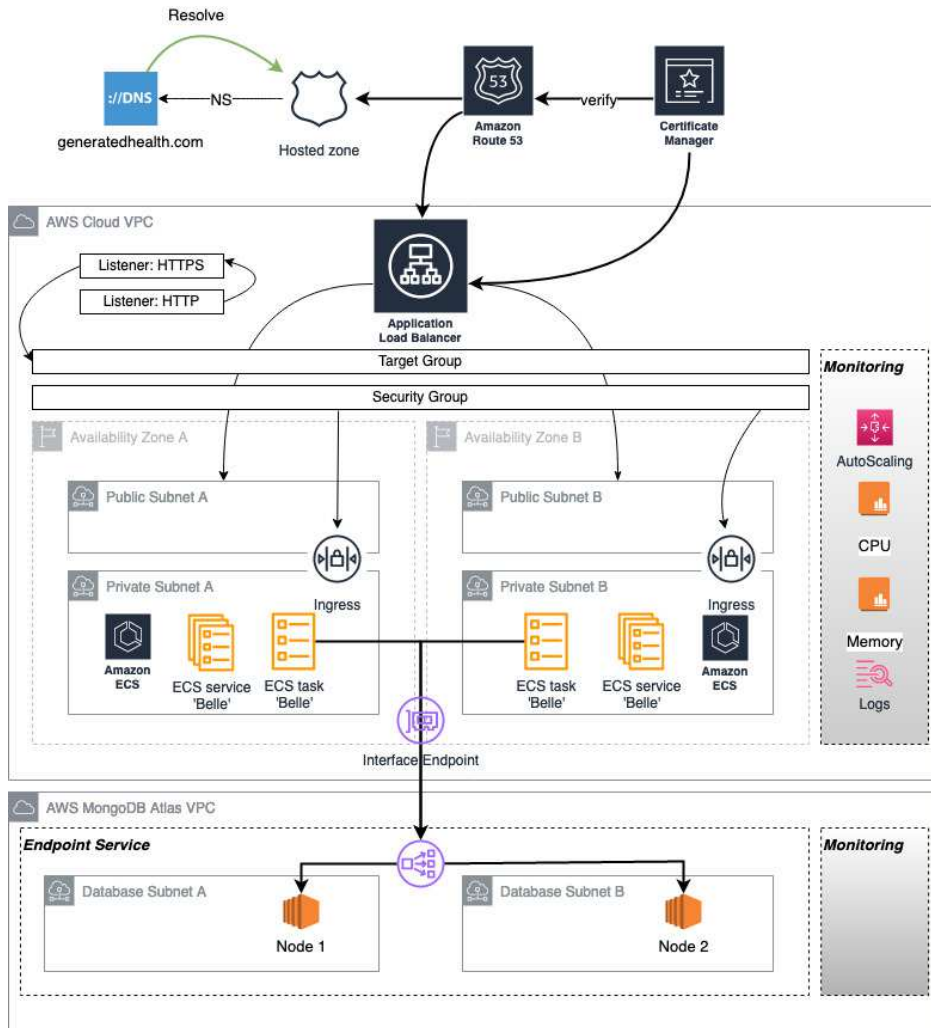 Resolve
://DNS
NS
53
verify
generatedhealth.com
Hosted zone
Amazon
Route 53
Certificate
Manager
AWS Cloud VPC
Listener: HTTPS
Listener: HTTP
Application
Load Balancer
Target Group
Security Group
Monitoring
AutoScaling
CPU
Memory
Logs
Availability Zone A
Availability Zone B
Public Subnet A
Public Subnet B
Private Subnet A
Private Subnet B
Ingress
Ingress
Amazon
ECS
ECS service
'Belle'
ECS task
'Belle'
ECS task
'Belle'
ECS service
'Belle'
Amazon
ECS
Interface Endpoint
AWS MongoDB Atlas VPC
Endpoint Service
Monitoring
Database Subnet A
Database Subnet B
Node 1
Node 2